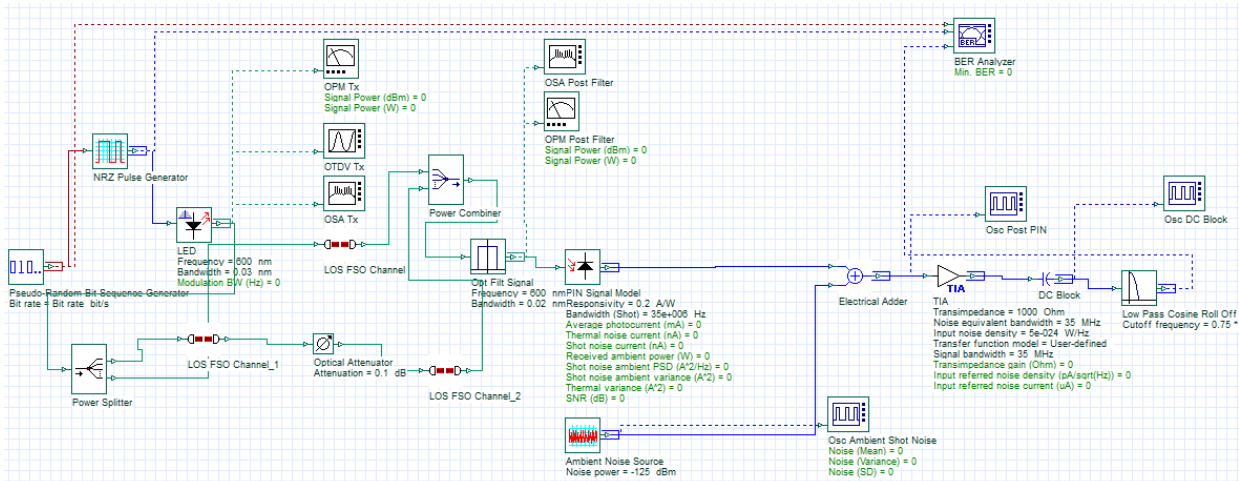 BER
BER Analyzer
Min. BER = 0
OPM Tx
Signal Power (dBm) = 0
Signal Power (W) = 0
OSA Post Filter
OPM Post Filter
Signal Power (dBm) = 0
Signal Power (W) = 0
NRZ Pulse Generator
OTDV Tx
OSA Tx
Power Combiner
LED
Frequency = 600 nm
Bandwidth = 0.03 nm
Modulation BW (Hz) = 0
LOS FSO Channel
Osc Post PIN
Osc DC Block
010..
Pseudo-Random Bit Sequence Generator
Bit rate = Bit rate bit/s
Opt Filt Signal
Frequency = 600 nm
Bandwidth = 0.02 nm
PIN Signal Model
Responsivity = 0.2 A/W
Bandwidth (Shot) = 35e+006 Hz
Average photocurrent (mA) = 0
Thermal noise current (nA) = 0
Shot noise current (nA) = 0
Received ambient power (W) = 0
Shot noise ambient PSD (A^2/Hz) = 0
Shot noise ambient variance (A^2) = 0
Thermal variance (A^2) = 0
SNR (dB) = 0
Electrical Adder
TIA
TIA
Transimpedance = 1000 Ohm
Noise equivalent bandwidth = 35 MHz
Input noise density = 5e-024 W/Hz
Transfer function model = User-defined
Signal bandwidth = 35 MHz
Transimpedance gain (Ohm) = 0
Input referred noise density (pA/sqrt(Hz)) = 0
Input referred noise current (uA) = 0
DC Block
Low Pass Cosine Roll Off
Cutoff frequency = 0.75 *
Power Splitter
LOS FSO Channel_1
Optical Attenuator
Attenuation = 0.1 dB
LOS FSO Channel_2
Ambient Noise Source
Noise power = -125 dBm
Osc Ambient Shot Noise
Noise (Mean) = 0
Noise (Variance) = 0
Noise (SD) = 0